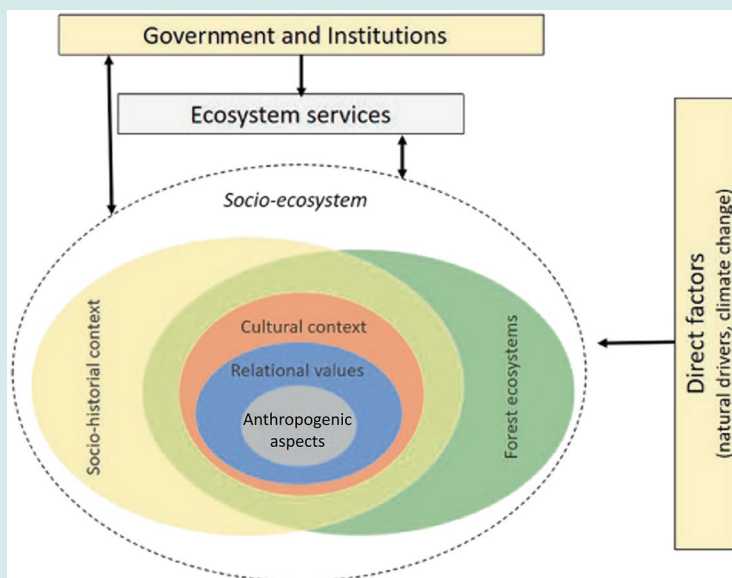 Government and Institutions
Ecosystem services
Socio-ecosystem
Socio-historial context
Cultural context
Relational values
Anthropogenic
aspects
Forest ecosystems
Direct factors
(natural drivers, climate change)